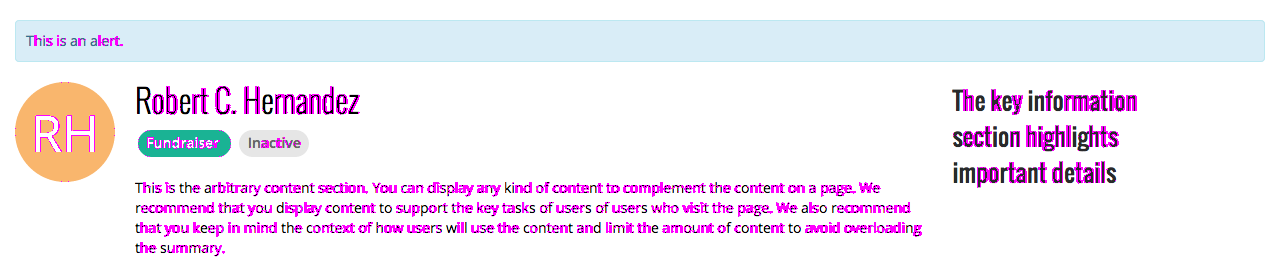 This is an alert.
RH
Robert C. Hernandez
Fundraiser Inactive
This is the arbitrary content section. You can display any kind of content to complement the content on a page. We
recommend that you display content to support the key tasks of users of users who visit the page. We also recommend
that you keep in mind the context of how users will use the content and limit the amount of content to avoid overloading
the summary.
The key information
section highlights
important details